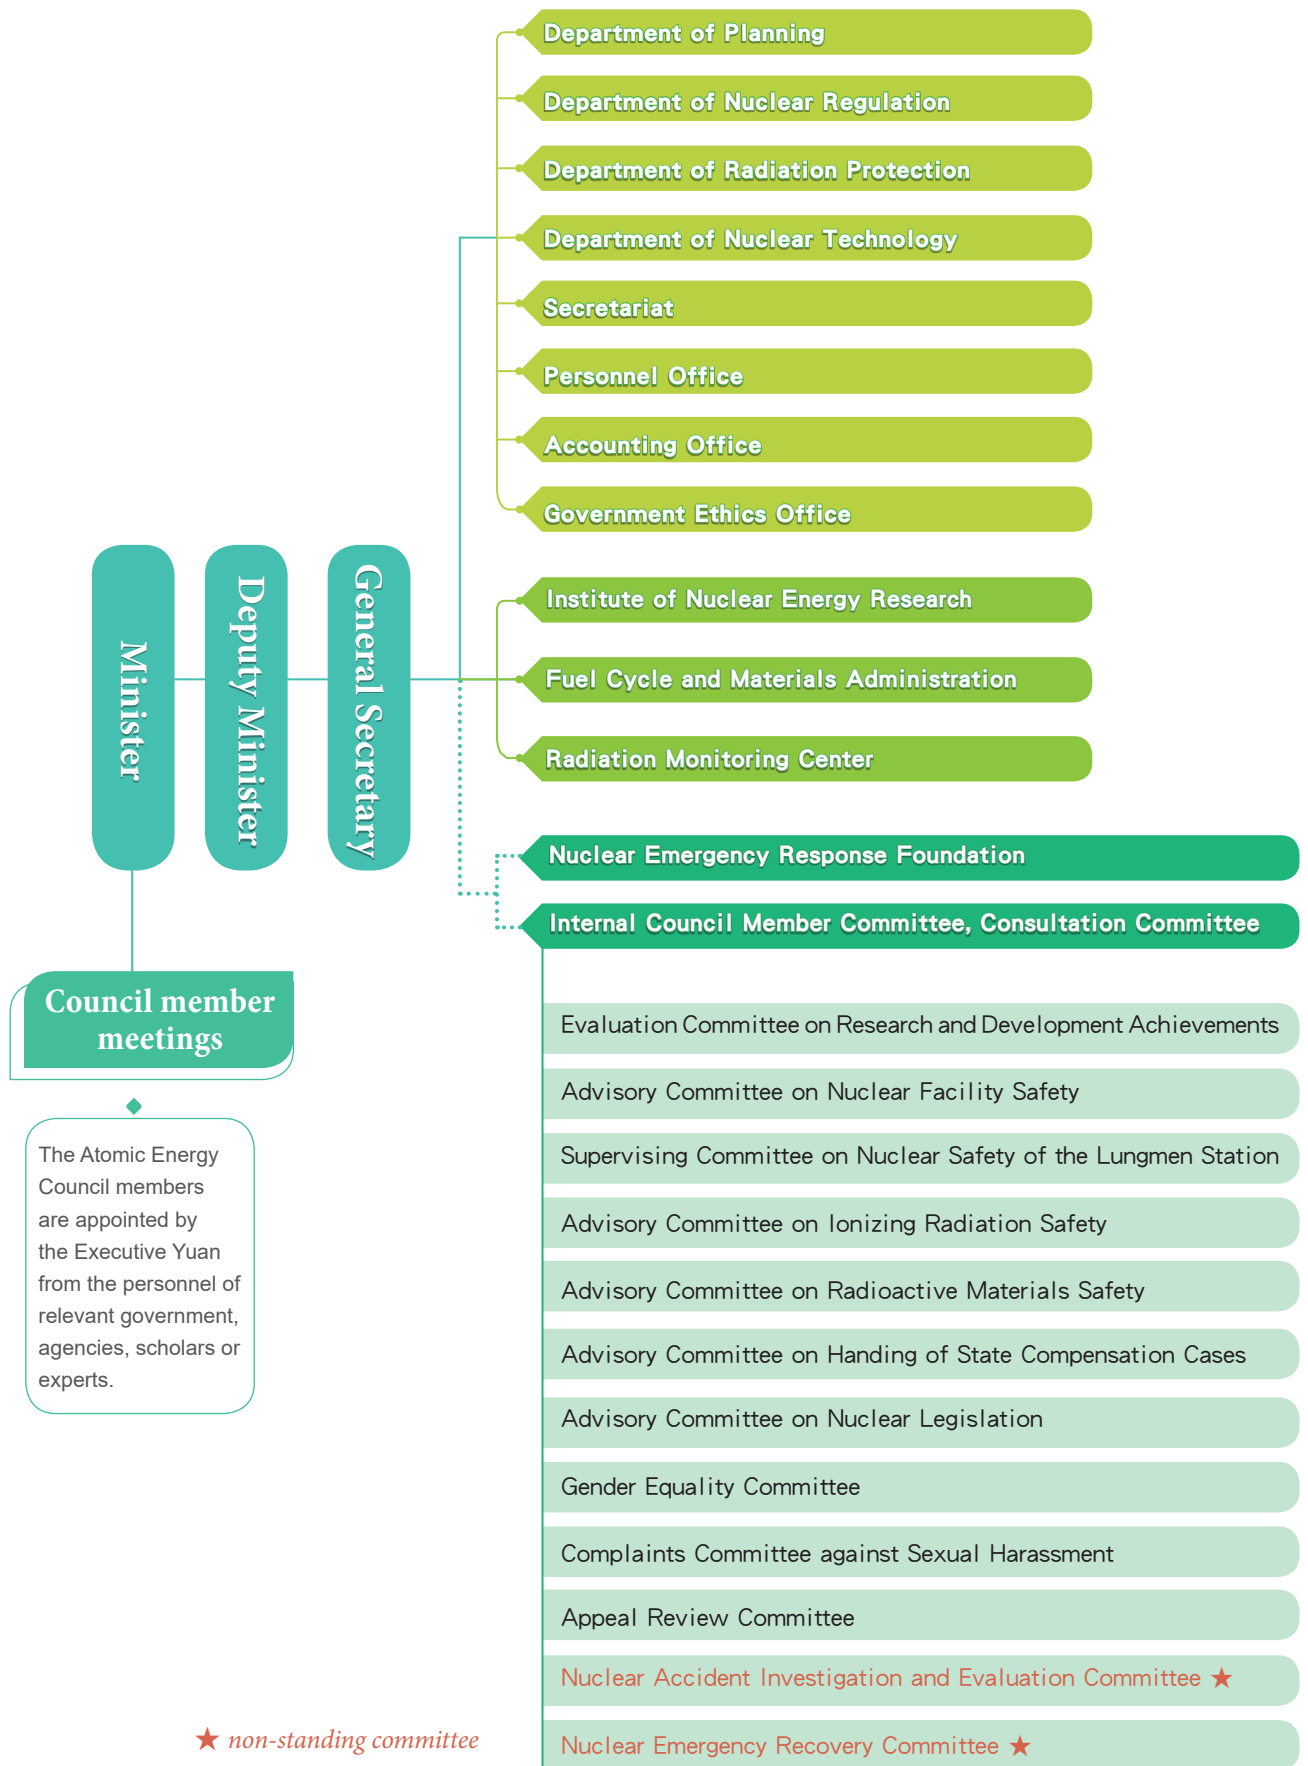 Department of Planning
Department of Nuclear Regulation
Department of Radiation Protection
Department of Nuclear Technology
Secretariat
Personnel Office
Accounting Office
Government Ethics Office
Minister
Deputy Minister
General Secretary
Institute of Nuclear Energy Research
Fuel Cycle and Materials Administration
Radiation Monitoring Center
Nuclear Emergency Response Foundation
Internal Council Member Committee, Consultation Committee
Council member
meetings
The Atomic Energy
Council members
are appointed by
the Executive Yuan
from the personnel of
relevant government,
agencies, scholars or
experts.
Evaluation Committee on Research and Development Achievements
Advisory Committee on Nuclear Facility Safety
Supervising Committee on Nuclear Safety of the Lungmen Station
Advisory Committee on Ionizing Radiation Safety
Advisory Committee on Radioactive Materials Safety
Advisory Committee on Handing of State Compensation Cases
Advisory Committee on Nuclear Legislation
Gender Equality Committee
Complaints Committee against Sexual Harassment
Appeal Review Committee
Nuclear Accident Investigation and Evaluation Committee ★
Nuclear Emergency Recovery Committee ★
★ non-standing committee